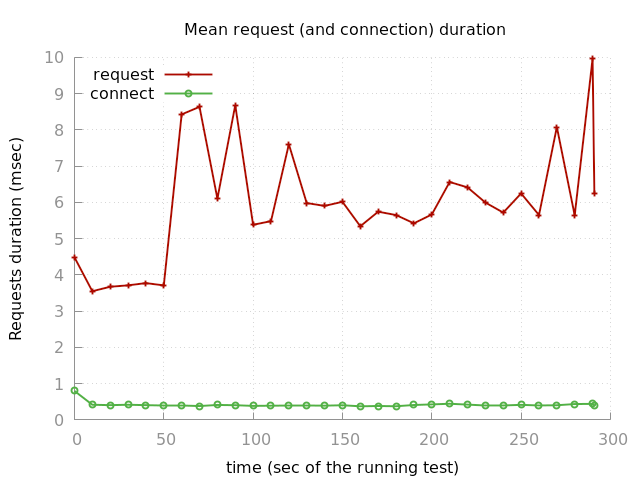 Mean request (and connection) duration
request
connect
10
9
8
7
6
5
4
3
2
1
0
Requests duration (msec)
0 50 100 150 200 250 300
time (sec of the running test)